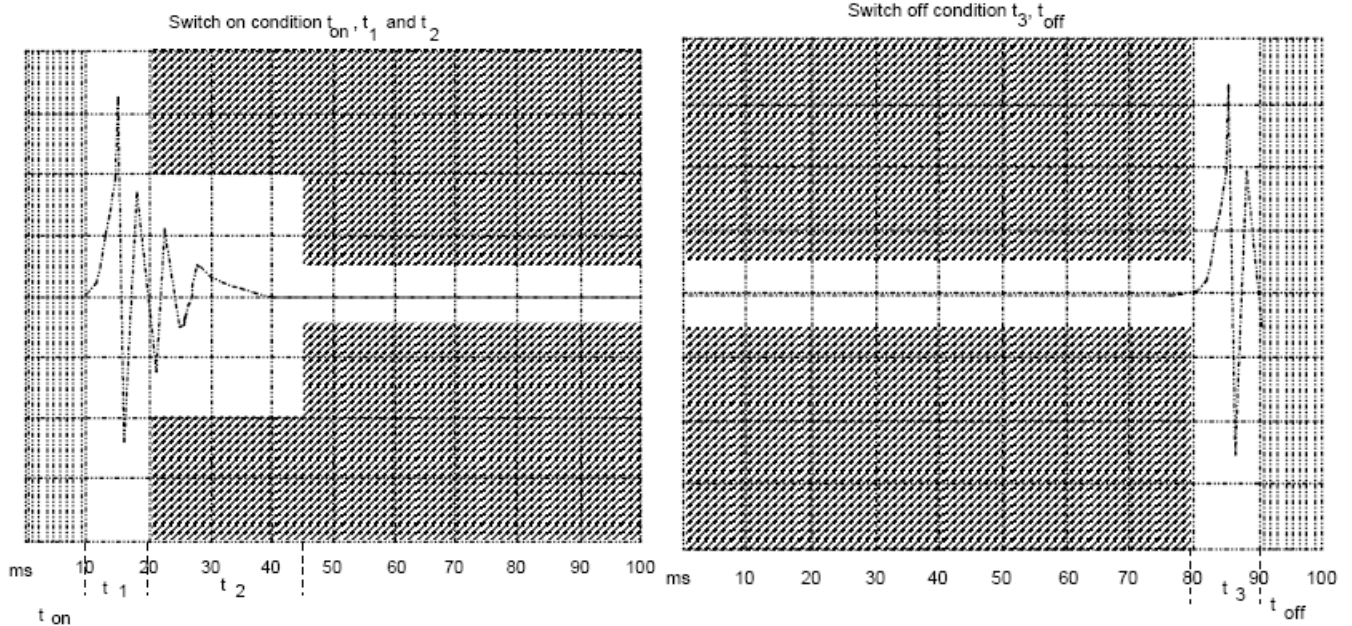 Switch on condition t on , t 1 and t 2
Switch off condition t 3, t off
ms 10 20 30 40 50 60 70 80 90 100
t 1 t 2
t on
ms 10 20 30 40 50 60 70 80 90 100
t 3 t off